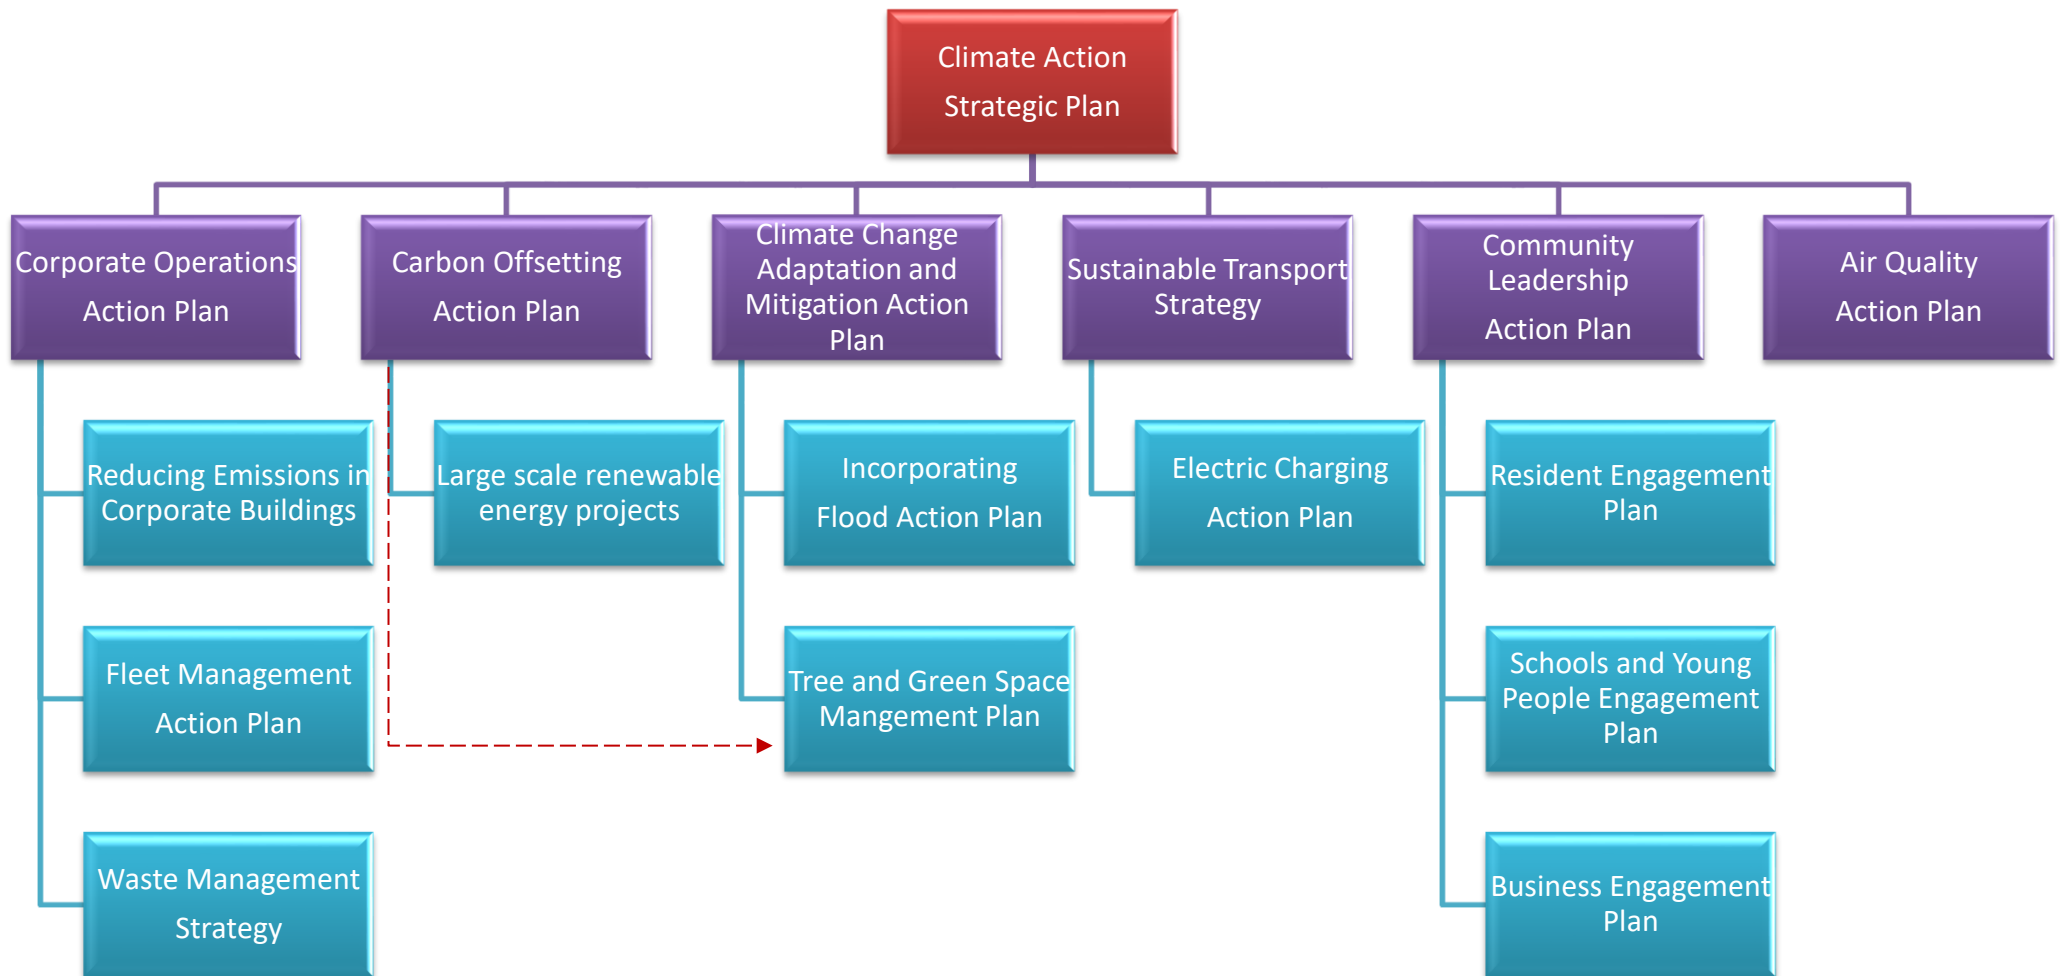 Climate Action
Strategic Plan
Corporate Operations
Action Plan
Carbon Offsetting
Action Plan
Climate Change
Adaptation and
Mitigation Action
Plan
Sustainable Transport
Strategy
Community
Leadership
Action Plan
Air Quality
Action Plan
Reducing Emissions in
Corporate Buildings
Large scale renewable
energy projects
Incorporating
Flood Action Plan
Electric Charging
Action Plan
Resident Engagement
Plan
Fleet Management
Action Plan
Tree and Green Space
Mangement Plan
Schools and Young
People Engagement
Plan
Waste Management
Strategy
Business Engagement
Plan